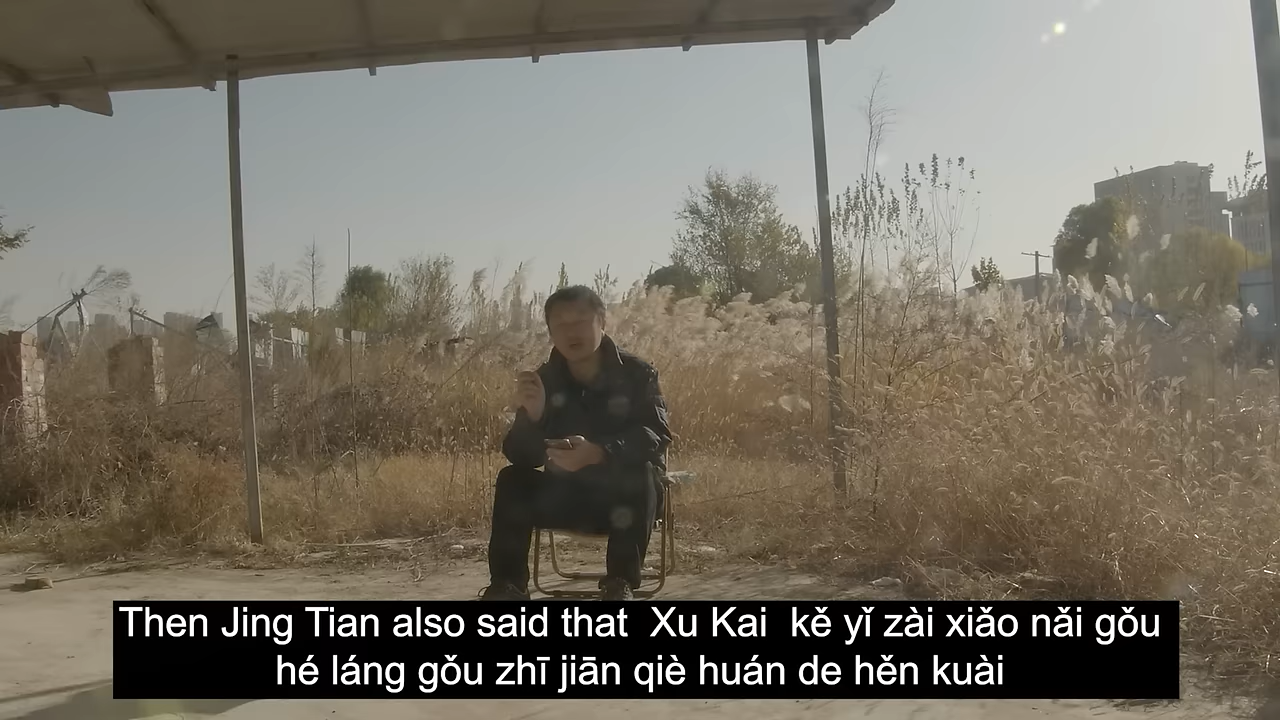 Then Jing Tian also said that  Xu Kai  kě yǐ zài xiǎo nǎi gǒu
hé láng gǒu zhī jiān qiè huán de hěn kuài